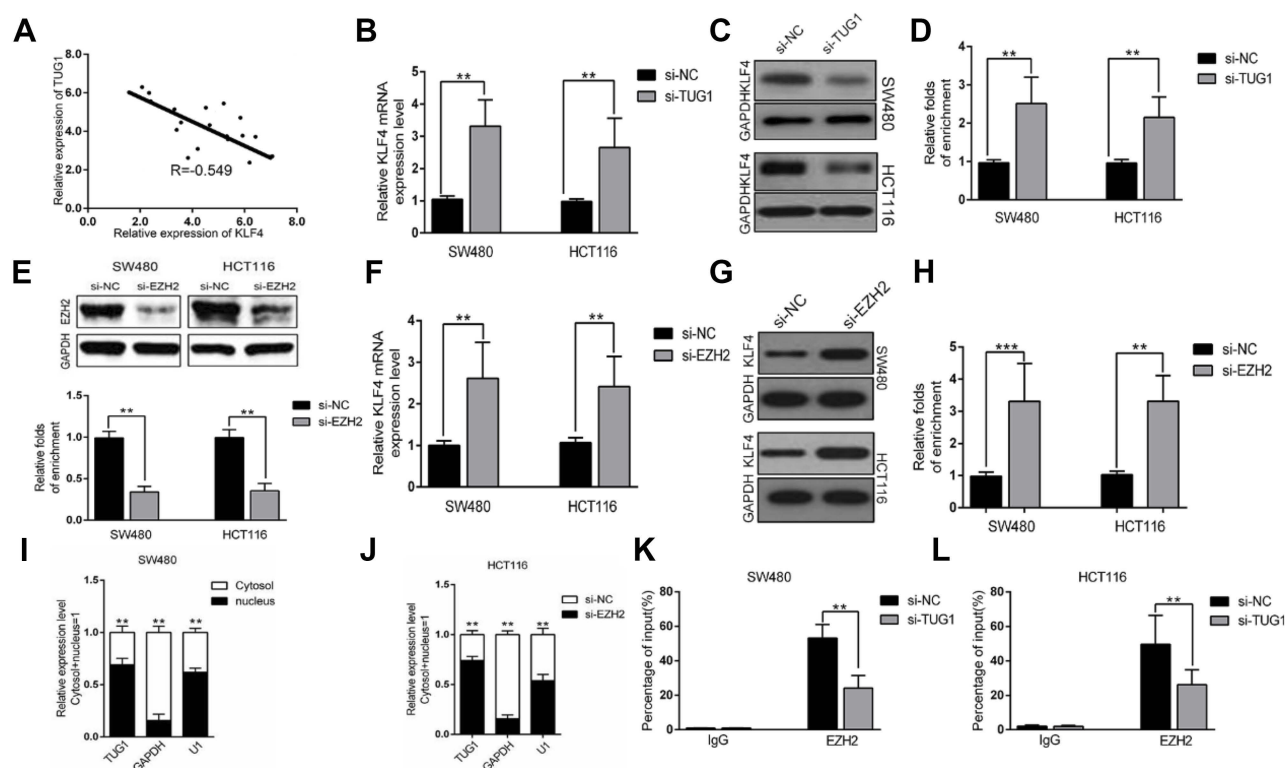 A
Relative expression of TUG1
8.0
6.0
4.0
2.0
0.0
0.0
2.0
4.0
6.0
8.0
R=-0.549
Relative expression of KLF4
B
Relative KLF4 mRNA
expression level
5
4
3
2
1
0
**
**
SW480
HCT116
si-NC
si-TUG1
C
si-NC
si-TUG1
GAPDHKLF4
SW480
GAPDHKLF4
HCT116
D
Relative folds
of enrichment
4
3
2
1
0
**
**
SW480
HCT116
si-NC
si-TUG1
E
SW480
HCT116
si-NC
si-EZH2
si-NC
si-EZH2
EZH2
GAPDH
Relative folds
of enrichment
1.5
1.0
0.5
0.0
**
**
SW480
HCT116
si-NC
si-EZH2
F
Relative KLF4 mRNA
expression level
4
3
2
1
0
**
**
SW480
HCT116
si-NC
si-EZH2
G
si-NC
si-EZH2
GAPDH KLF4
SW480
GAPDH KLF4
HCT116
H
Relative folds
of enrichment
5
4
3
2
1
0
***
**
SW480
HCT116
si-NC
si-EZH2
I
SW480
Relative expression level
Cytosol+nucleus=1
1.5
1.0
0.5
0.0
Cytosol
nucleus
**
**
**
TUG1
GAPDH
U1
J
HCT116
Relative expression level
Cytosol+nucleus=1
1.5
1.0
0.5
0.0
si-NC
si-EZH2
**
**
**
TUG1
GAPDH
U1
K
SW480
Percentage of input(%)
80
60
40
20
0
**
IgG
EZH2
si-NC
si-TUG1
L
HCT116
Percentage of input(%)
80
60
40
20
0
**
IgG
EZH2
si-NC
si-TUG1